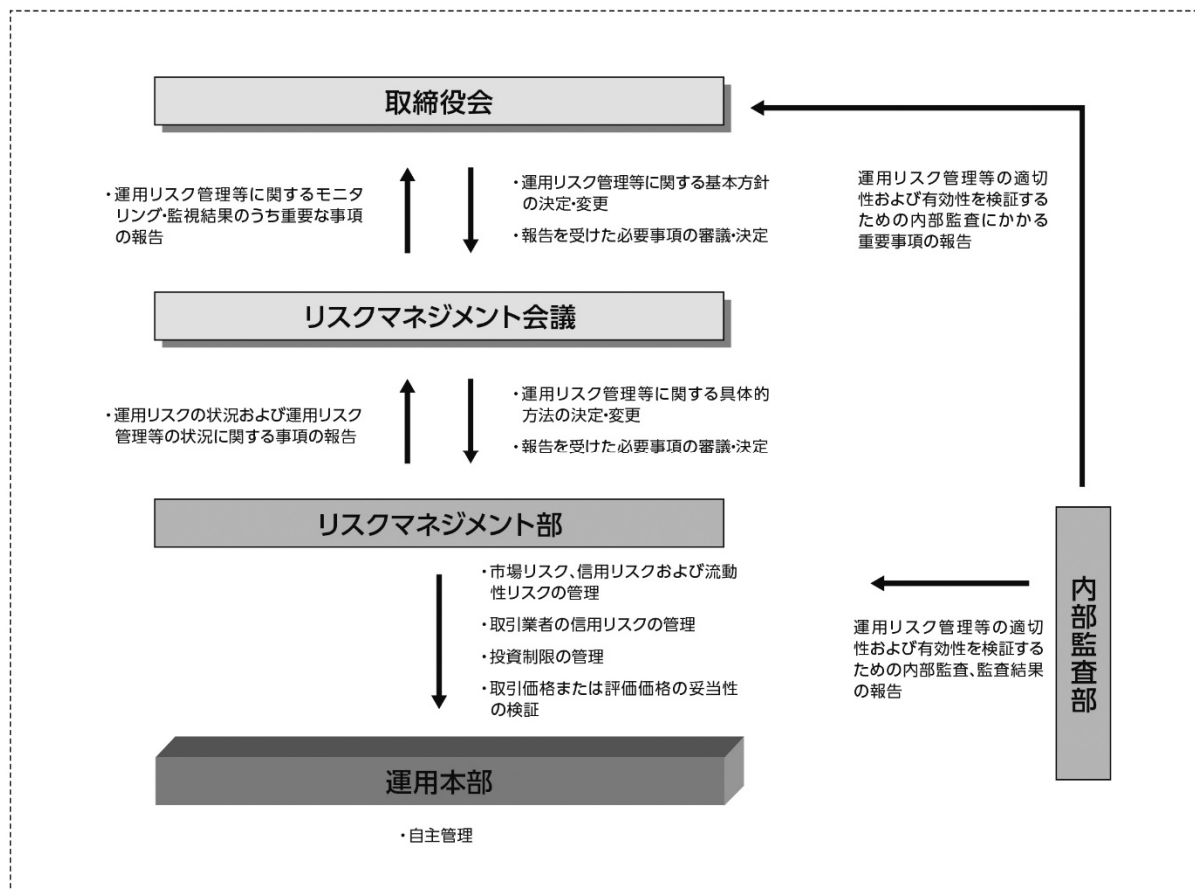 取締役会
・運用リスク管理等に関するモニタ
リング・監視結果のうち重要な事項
の報告
・運用リスク管理等に関する基本方針
の決定・変更
・報告を受けた必要事項の審議・決定
運用リスク管理等の適切
性および有効性を検証する
ための内部監査にかかる
重要事項の報告
リスクマネジメント会議
・運用リスクの状況および運用リスク
管理等の状況に関する事項の報告
・運用リスク管理等に関する具体的
方法の決定・変更
・報告を受けた必要事項の審議・決定
リスクマネジメント部
・市場リスク、信用リスクおよび流動
性リスクの管理
・取引業者の信用リスクの管理
・投資制限の管理
・取引価格または評価価格の妥当性
の検証
運用リスク管理等の適切
性および有効性を検証する
ための内部監査、監査結果
の報告
内部監査部
運用本部
・自主管理